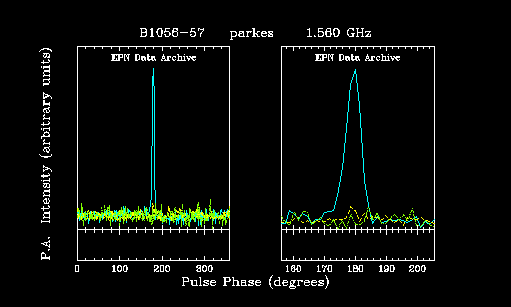 B1056-57 parkes 1.560 GHz
EPN Data Archive EPN Data Archive
P.A. Intensity (arbitrary units)
0 100 200 300 160 170 180 190 200
Pulse Phase (degrees)